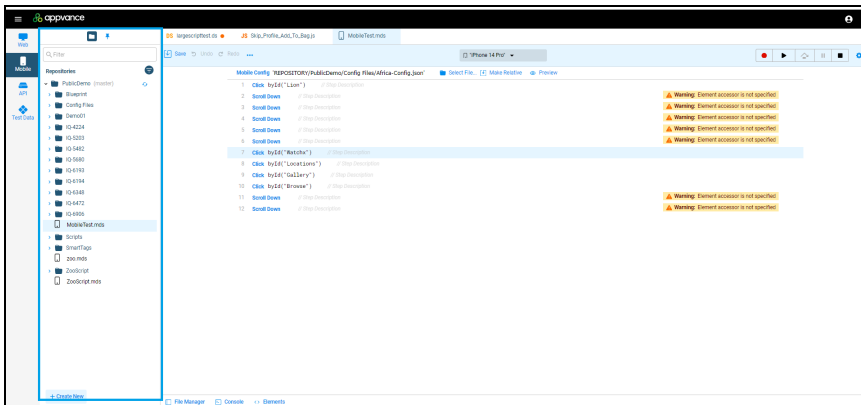 appvance
Web
Mobile
API
Test Data
Filter
Repositories
PublicDemo (master)
Blueprint
Config Files
Demo01
IQ-4224
IQ-5203
IQ-5482
IQ-5680
IQ-6193
IQ-6194
IQ-6348
IQ-6472
IQ-6906
MobileTest.mds
Scripts
SmartTags
zoo.mds
ZooScript
ZooScript.mds
+ Create New
DS largescriptfest.ds JS Skip_Profile_Add_To_Bag.js MobileTest.mds
Save Undo Redo ... "iPhone 14 Pro"
Mobile Config "REPOSITORY/PublicDemo/Config Files/Africa-Config.json" Select File... Make Relative Preview
1 Click byId("Lion") // Step Description
2 Scroll Down // Step Description Warning: Element accessor is not specified
3 Scroll Down // Step Description Warning: Element accessor is not specified
4 Scroll Down // Step Description Warning: Element accessor is not specified
5 Scroll Down // Step Description Warning: Element accessor is not specified
6 Scroll Down // Step Description Warning: Element accessor is not specified
7 Click byId("Watchx") // Step Description
8 Click byId("Locations") // Step Description
9 Click byId("Gallery") // Step Description
10 Click byId("Browse") // Step Description
11 Scroll Down // Step Description Warning: Element accessor is not specified
12 Scroll Down // Step Description Warning: Element accessor is not specified
File Manager Console Elements